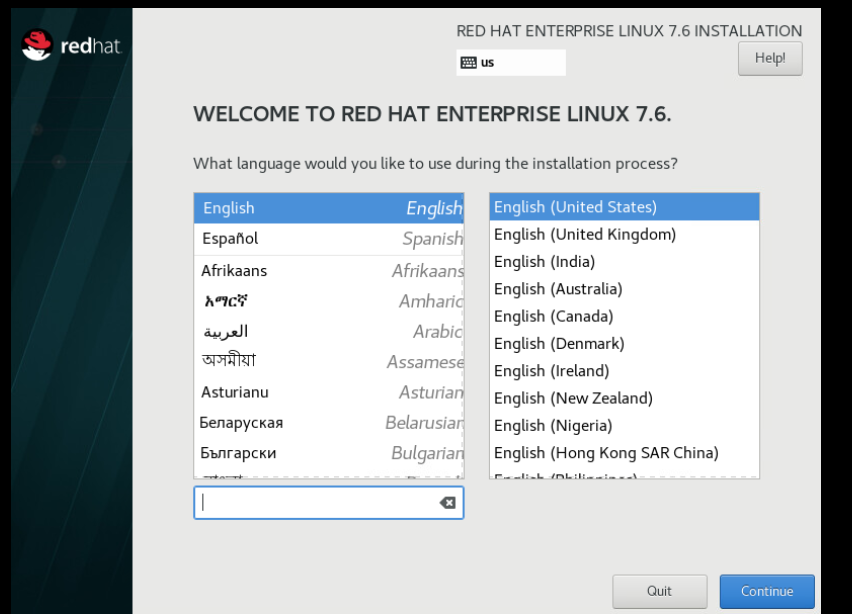 redhat
RED HAT ENTERPRISE LINUX 7.6 INSTALLATION
us
Help!
WELCOME TO RED HAT ENTERPRISE LINUX 7.6.
What language would you like to use during the installation process?
English English
Español Spanish
Afrikaans Afrikaans
አማርኛ Amharic
العربية Arabic
অসমীয়া Assamese
Asturianu Asturian
Беларуская Belarusian
Български Bulgarian
English (United States)
English (United Kingdom)
English (India)
English (Australia)
English (Canada)
English (Denmark)
English (Ireland)
English (New Zealand)
English (Nigeria)
English (Hong Kong SAR China)
English (Philippines)
Quit
Continue